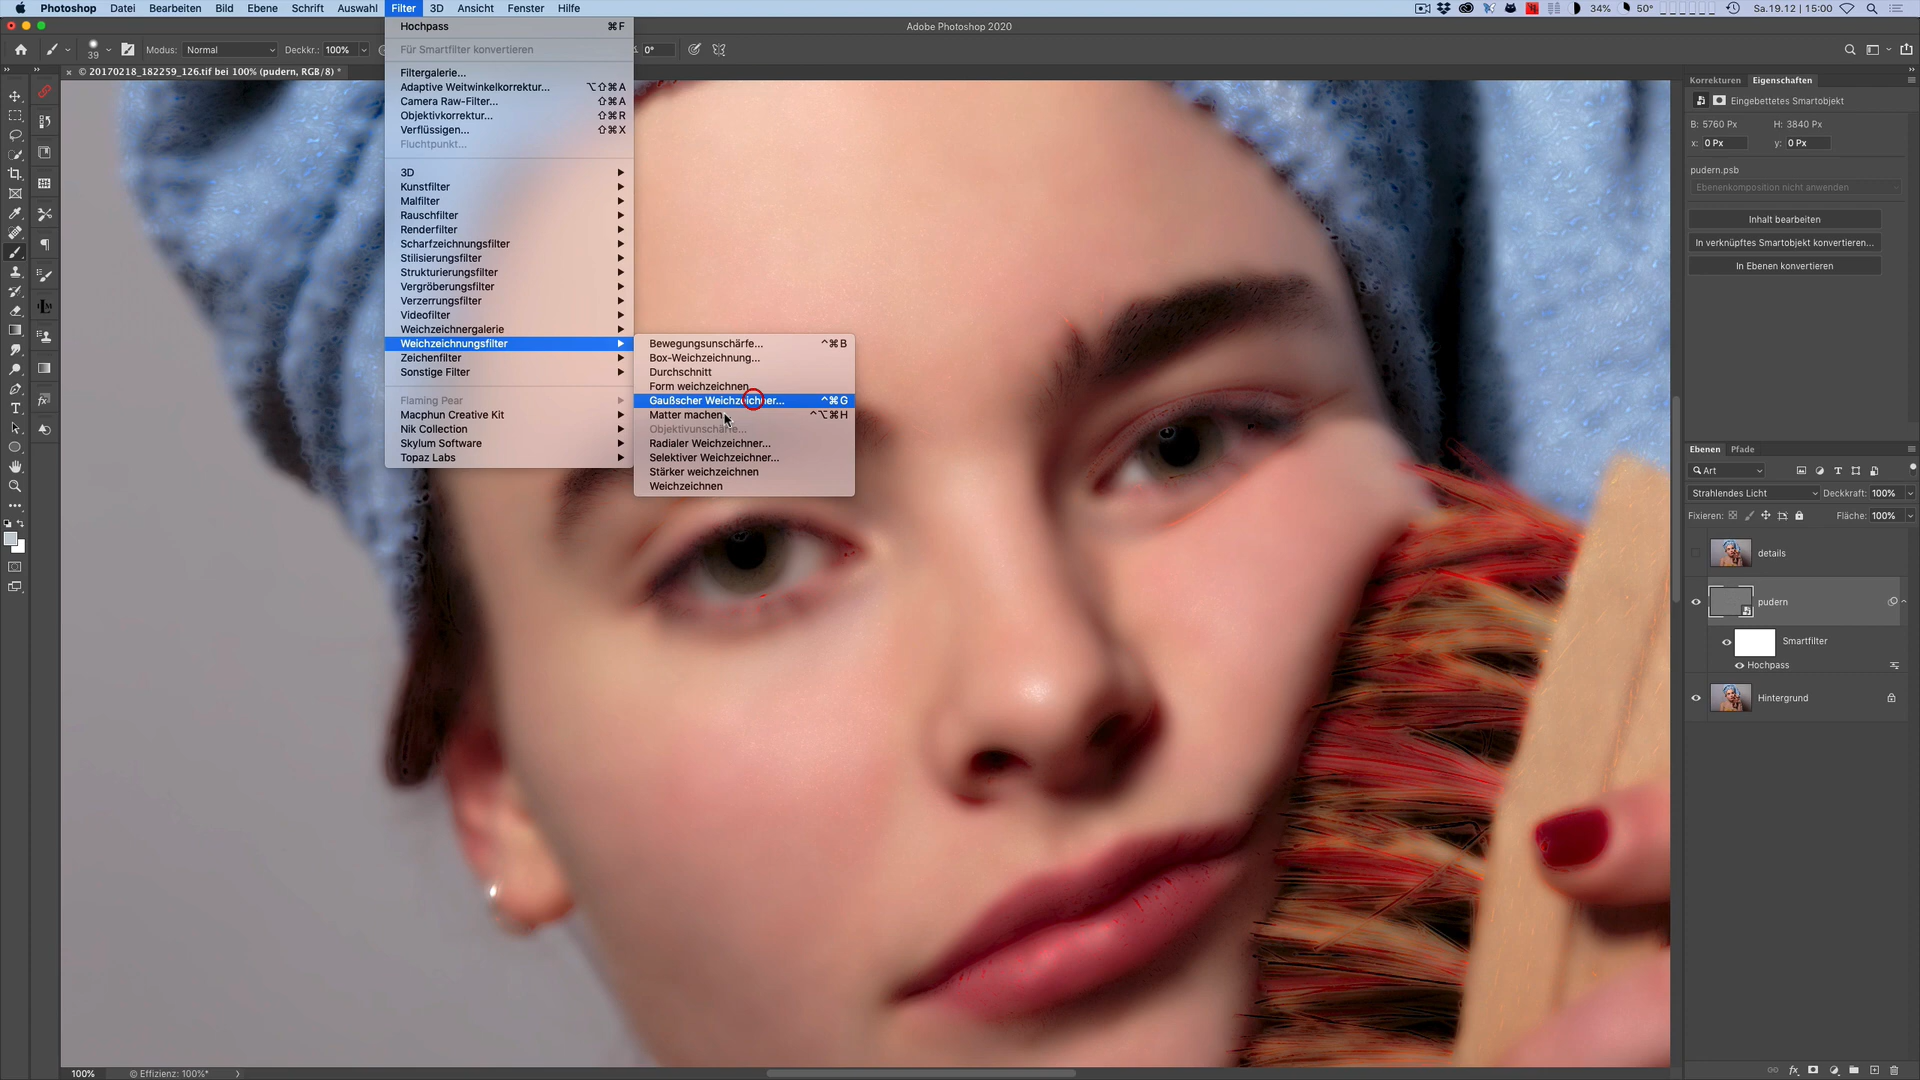 Photoshop Datei Bearbeiten Bild Ebene Schrift Auswahl Filter 3D Ansicht Fenster Hilfe 34% 50° Sa.19.12 | 15:00
Adobe Photoshop 2020
39 Modus: Normal Deckkr.: 100% 0°
× © 20170218_182259_126.tif bei 100% (pudern, RGB/8) *
Hochpass ⌘F
Für Smartfilter konvertieren
Filtergalerie...
Adaptive Weitwinkelkorrektur... ⌥⇧⌘A
Camera Raw-Filter... ⇧⌘A
Objektivkorrektur... ⇧⌘R
Verflüssigen... ⇧⌘X
Fluchtpunkt...
3D
Kunstfilter
Malfilter
Rauschfilter
Renderfilter
Scharfzeichnungsfilter
Stilisierungsfilter
Strukturierungsfilter
Vergröberungsfilter
Verzerrungsfilter
Videofilter
Weichzeichnergalerie
Weichzeichnungsfilter
Zeichenfilter
Sonstige Filter
Flaming Pear
Macphun Creative Kit
Nik Collection
Skylum Software
Topaz Labs
Bewegungsunschärfe... ^⌘B
Box-Weichzeichnung...
Durchschnitt
Form weichzeichnen...
Gaußscher Weichzeichner... ^⌘G
Matter machen... ^⌥⌘H
Objektivunschärfe...
Radialer Weichzeichner...
Selektiver Weichzeichner...
Stärker weichzeichnen
Weichzeichnen
Korrekturen Eigenschaften
Eingebettetes Smartobjekt
B: 5760 Px H: 3840 Px
x: 0 Px y: 0 Px
pudern.psb
Ebenenkomposition nicht anwenden
Inhalt bearbeiten
In verknüpftes Smartobjekt konvertieren...
In Ebenen konvertieren
Ebenen Pfade
Art
Strahlendes Licht Deckkraft: 100%
Fixieren: Fläche: 100%
details
pudern
Smartfilter
Hochpass
Hintergrund
100% © Effizienz: 100%*